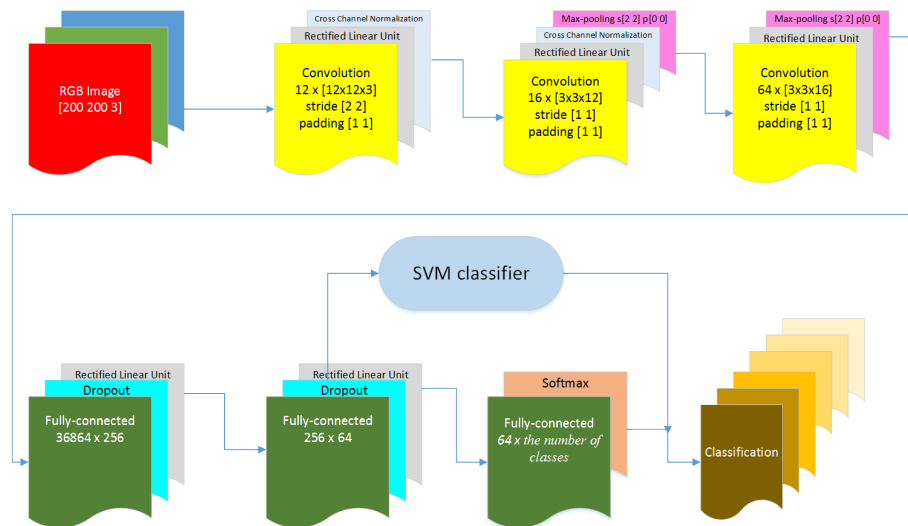 RGB Image
[200 200 3]
Cross Channel Normalization
Rectified Linear Unit
Convolution
12 x [12x12x3]
stride [2 2]
padding [1 1]
Max-pooling s[2 2] p[0 0]
Cross Channel Normalization
Rectified Linear Unit
Convolution
16 x [3x3x12]
stride [1 1]
padding [1 1]
Max-pooling s[2 2] p[0 0]
Rectified Linear Unit
Convolution
64 x [3x3x16]
stride [1 1]
padding [1 1]
SVM classifier
Rectified Linear Unit
Dropout
Fully-connected
36864 x 256
Rectified Linear Unit
Dropout
Fully-connected
256 x 64
Softmax
Fully-connected
64 x the number of
classes
Classification